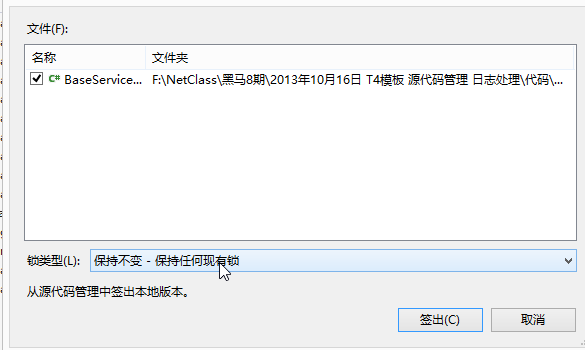 文件(F):
名称 文件夹
C# BaseService... F:\NetClass\黑马8期\2013年10月16日 T4模板 源代码管理 日志处理\代码\...
锁类型(L): 保持不变 - 保持任何现有锁
从源代码管理中签出本地版本。
签出(C) 取消